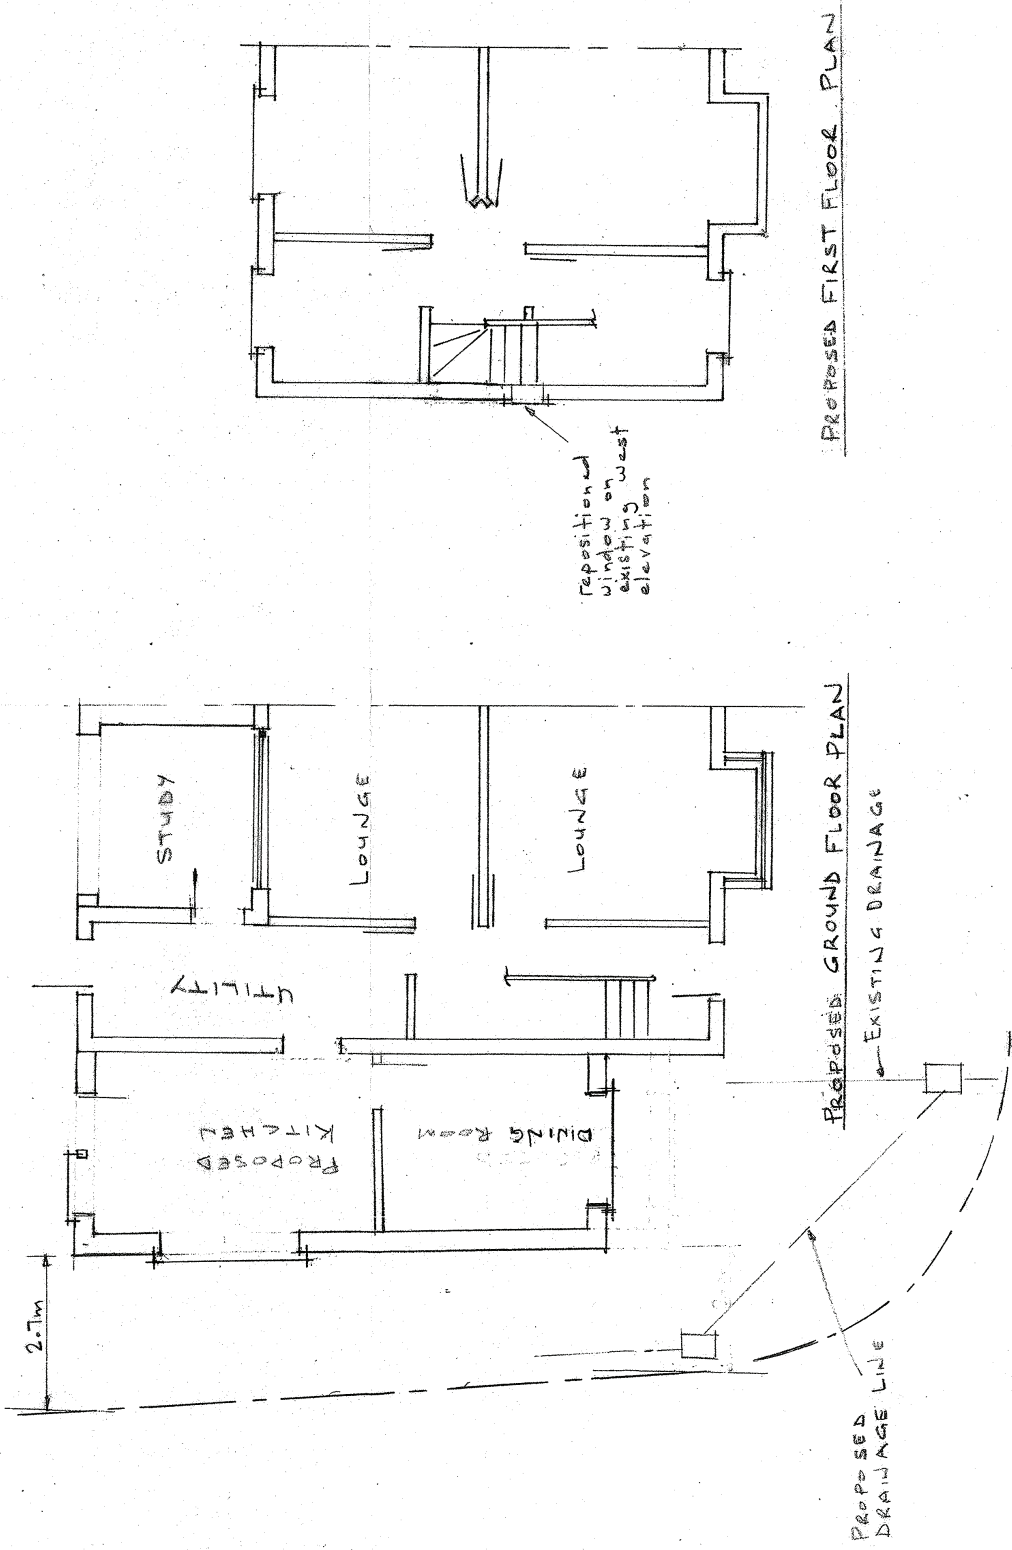 PROPOSED FIRST FLOOR PLAN
repositioned
window on
existing west
elevation
STUDY
LOUNGE
LOUNGE
UTILITY
PROPOSED
KITCHEN
DINING ROOM
PROPOSED GROUND FLOOR PLAN
EXISTING DRAINAGE
2.7m
PROPOSED
DRAINAGE LINE